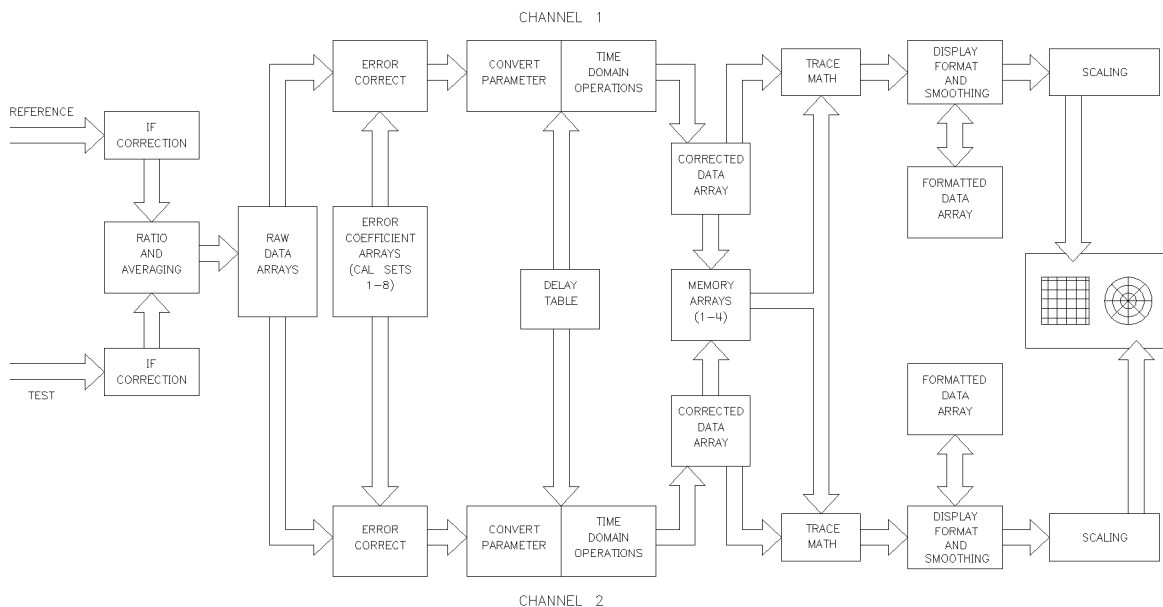 CHANNEL 1
REFERENCE
IF
CORRECTION
RATIO
AND
AVERAGING
IF
CORRECTION
TEST
RAW
DATA
ARRAYS
ERROR
CORRECT
ERROR
COEFFICIENT
ARRAYS
(CAL SETS
1-8)
ERROR
CORRECT
CONVERT
PARAMETER
TIME
DOMAIN
OPERATIONS
DELAY
TABLE
CONVERT
PARAMETER
TIME
DOMAIN
OPERATIONS
CORRECTED
DATA
ARRAY
MEMORY
ARRAYS
(1-4)
CORRECTED
DATA
ARRAY
TRACE
MATH
TRACE
MATH
DISPLAY
FORMAT
AND
SMOOTHING
FORMATTED
DATA
ARRAY
FORMATTED
DATA
ARRAY
DISPLAY
FORMAT
AND
SMOOTHING
SCALING
SCALING
CHANNEL 2